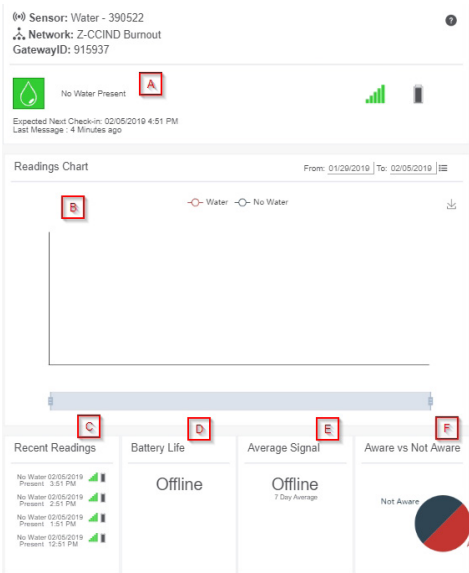 Sensor: Water - 390522
Network: Z-CCIND Burnout
GatewayID: 915937
No Water Present
A
Expected Next Check-in: 02/05/2019 4:51 PM
Last Message : 4 Minutes ago
Readings Chart
From: 01/29/2019 To: 02/05/2019
B
Water No Water
C
D
E
F
Recent Readings
No Water 02/05/2019
Present 3:51 PM
No Water 02/05/2019
Present 2:51 PM
No Water 02/05/2019
Present 1:51 PM
No Water 02/05/2019
Present 12:51 PM
Battery Life
Offline
Average Signal
Offline
7 Day Average
Aware vs Not Aware
Not Aware